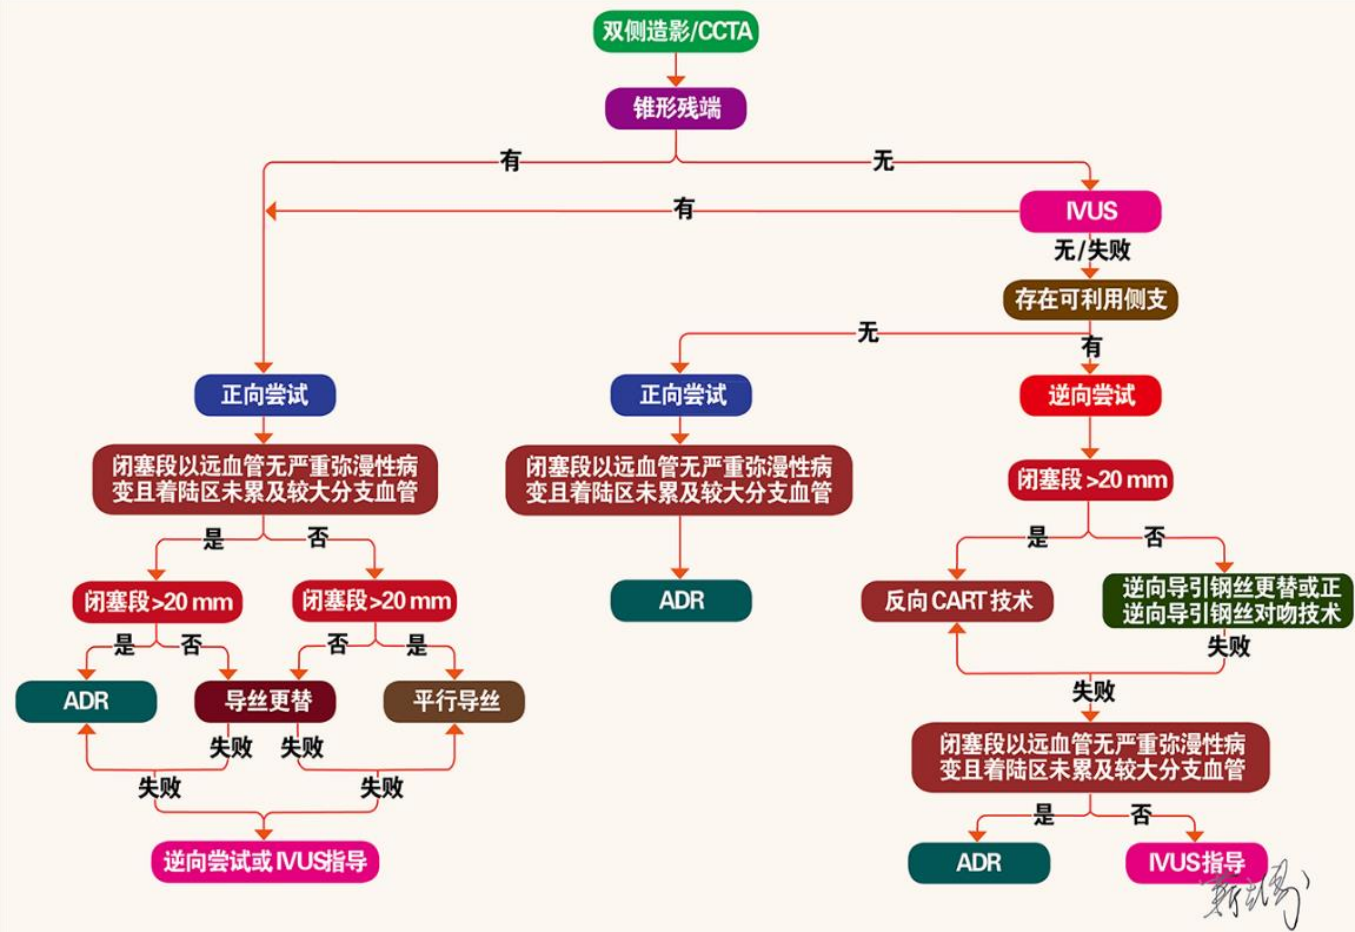 双侧造影/CCTA
锥形残端
有
无
IVUS
有
无/失败
存在可利用侧支
无
有
正向尝试
正向尝试
逆向尝试
闭塞段以远血管无严重弥漫性病
变且着陆区未累及较大分支血管
闭塞段以远血管无严重弥漫性病
变且着陆区未累及较大分支血管
闭塞段>20 mm
是
否
是
否
闭塞段>20 mm
闭塞段>20 mm
ADR
反向 CART 技术
逆向导引钢丝更替或正
逆向导引钢丝对吻技术
是
否
否
是
失败
ADR
导丝更替
平行导丝
失败
失败
失败
失败
失败
闭塞段以远血管无严重弥漫性病
变且着陆区未累及较大分支血管
是
否
逆向尝试或 IVUS指导
ADR
IVUS指导